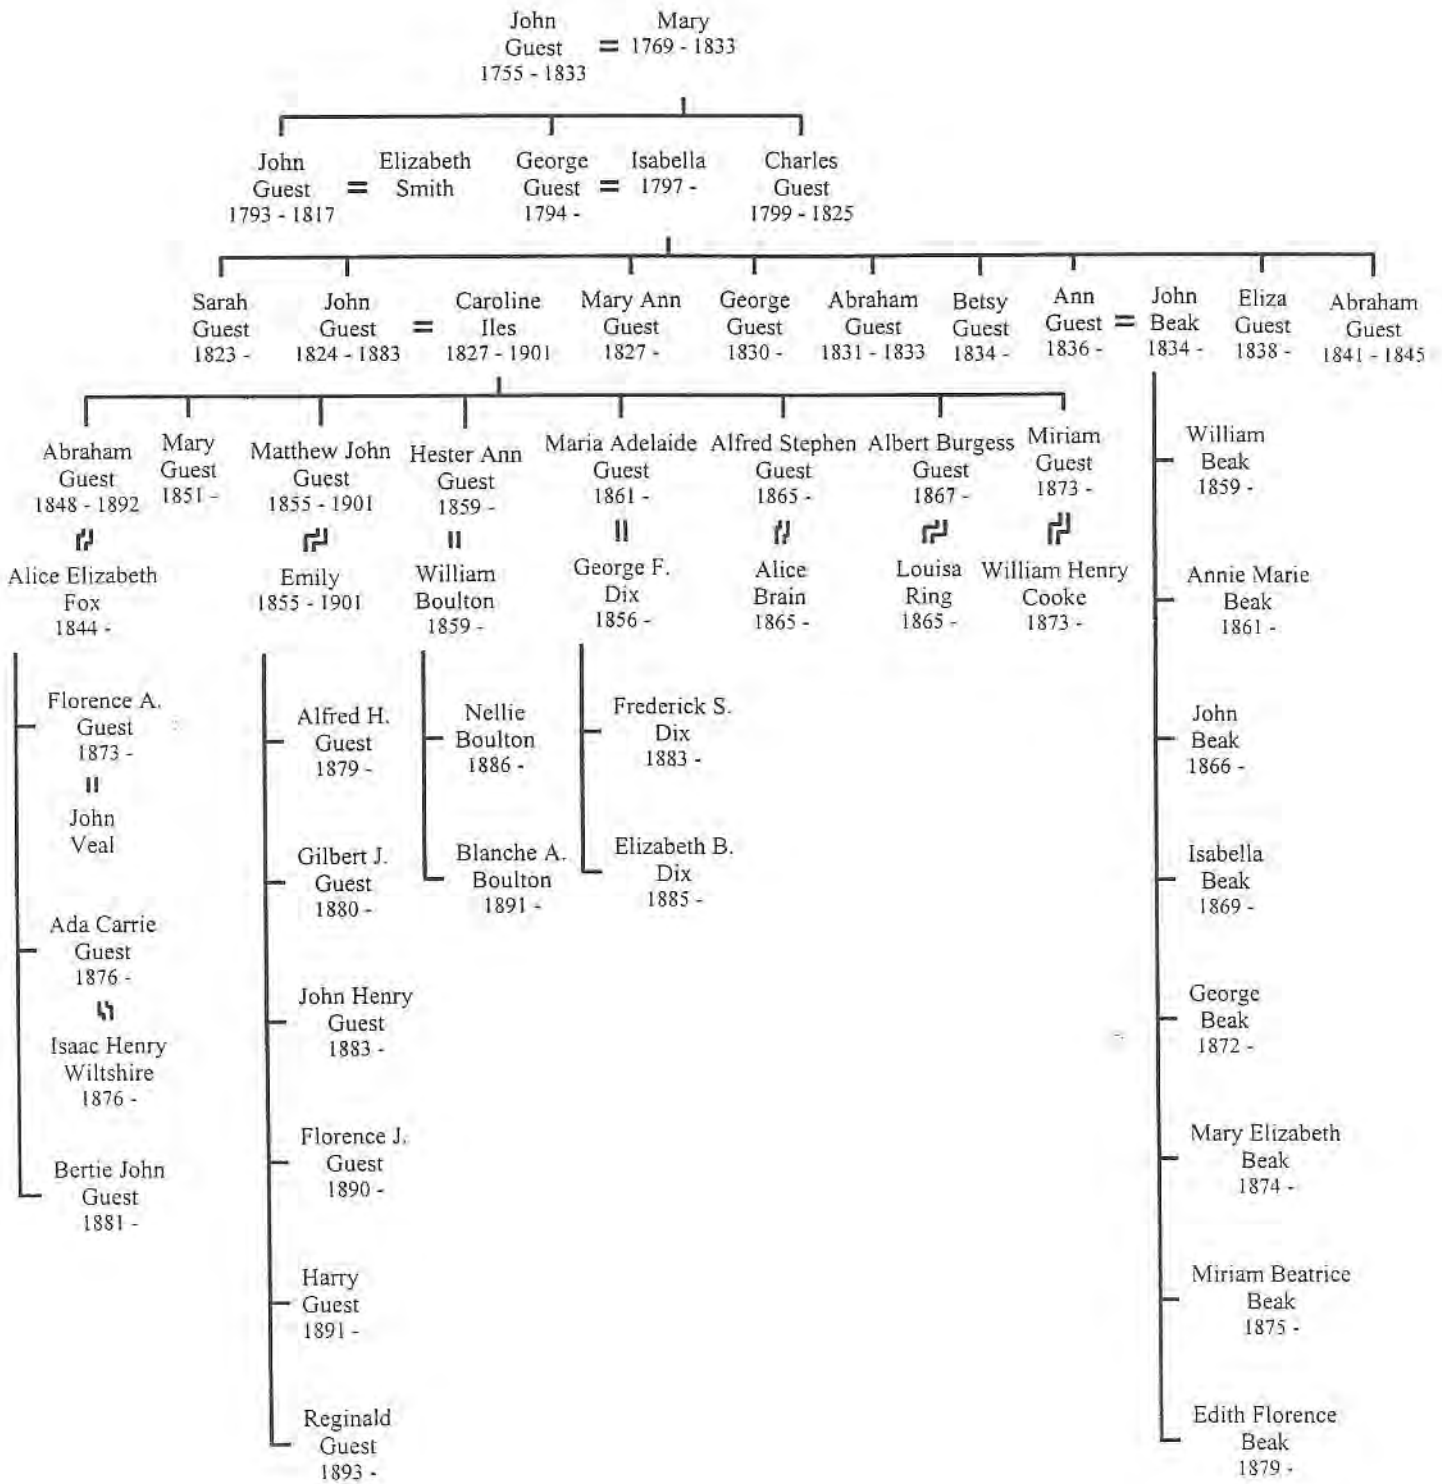 John
Guest
1755 - 1833
=
Mary
1769 - 1833
John
Guest
1793 - 1817
=
Elizabeth
Smith
George
Guest
1794 -
=
Isabella
1797 -
Charles
Guest
1799 - 1825
Sarah
Guest
1823 -
John
Guest
1824 - 1883
=
Caroline
Iles
1827 - 1901
Mary Ann
Guest
1827 -
George
Guest
1830 -
Abraham
Guest
1831 - 1833
Betsy
Guest
1834 -
Ann
Guest
1836 -
=
John
Beak
1834 -
Eliza
Guest
1838 -
Abraham
Guest
1841 - 1845
Abraham
Guest
1848 - 1892
Alice Elizabeth
Fox
1844 -
Mary
Guest
1851 -
Matthew John
Guest
1855 - 1901
Emily
1855 - 1901
Hester Ann
Guest
1859 -
William
Boulton
1859 -
Maria Adelaide
Guest
1861 -
George F.
Dix
1856 -
Alfred Stephen
Guest
1865 -
Alice
Brain
1865 -
Albert Burgess
Guest
1867 -
Louisa
Ring
1865 -
Miriam
Guest
1873 -
William Henry
Cooke
1873 -
Florence A.
Guest
1873 -
John
Veal
Ada Carrie
Guest
1876 -
Isaac Henry
Wiltshire
1876 -
Bertie John
Guest
1881 -
Alfred H.
Guest
1879 -
Gilbert J.
Guest
1880 -
John Henry
Guest
1883 -
Florence J.
Guest
1890 -
Harry
Guest
1891 -
Reginald
Guest
1893 -
Nellie
Boulton
1886 -
Blanche A.
Boulton
1891 -
Frederick S.
Dix
1883 -
Elizabeth B.
Dix
1885 -
William
Beak
1859 -
Annie Marie
Beak
1861 -
John
Beak
1866 -
Isabella
Beak
1869 -
George
Beak
1872 -
Mary Elizabeth
Beak
1874 -
Miriam Beatrice
Beak
1875 -
Edith Florence
Beak
1879 -